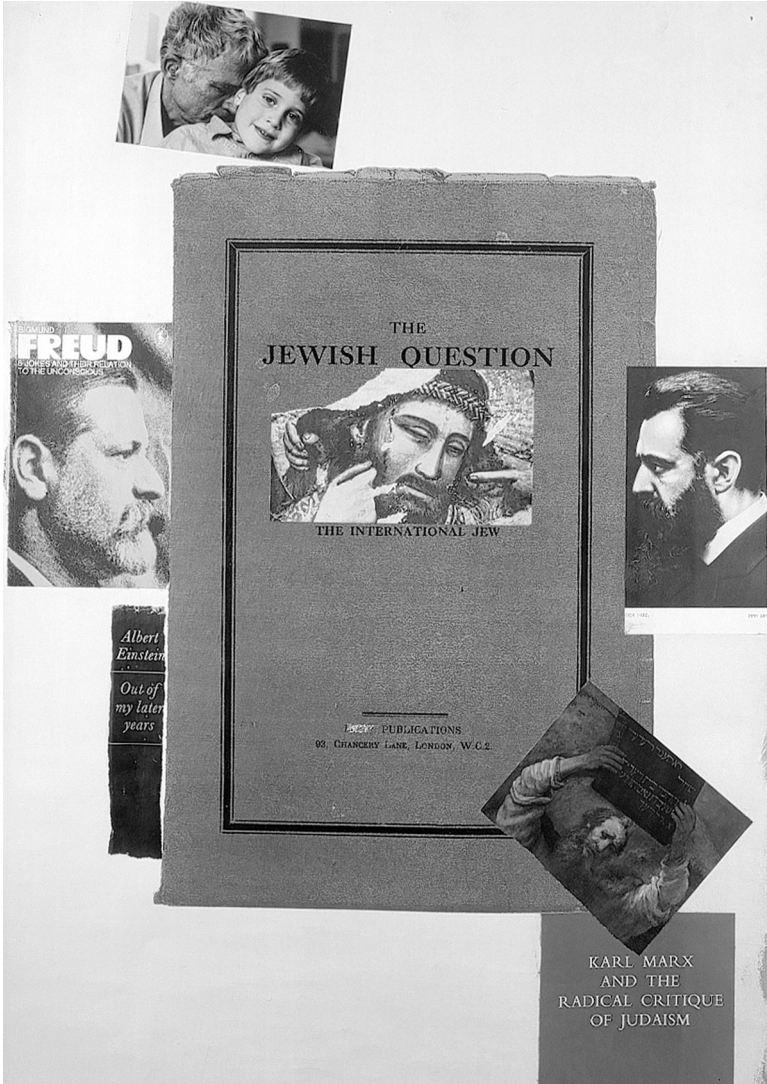 SIGMUND
FREUD
8 JOKES AND THEIR RELATION
TO THE UNCONSCIOUS
THE
JEWISH QUESTION
THE INTERNATIONAL JEW
PUBLICATIONS
93, CHANCERY LANE, LONDON, W.C.2.
Albert
Einstein
Out of
my later
years
KARL MARX
AND THE
RADICAL CRITIQUE
OF JUDAISM